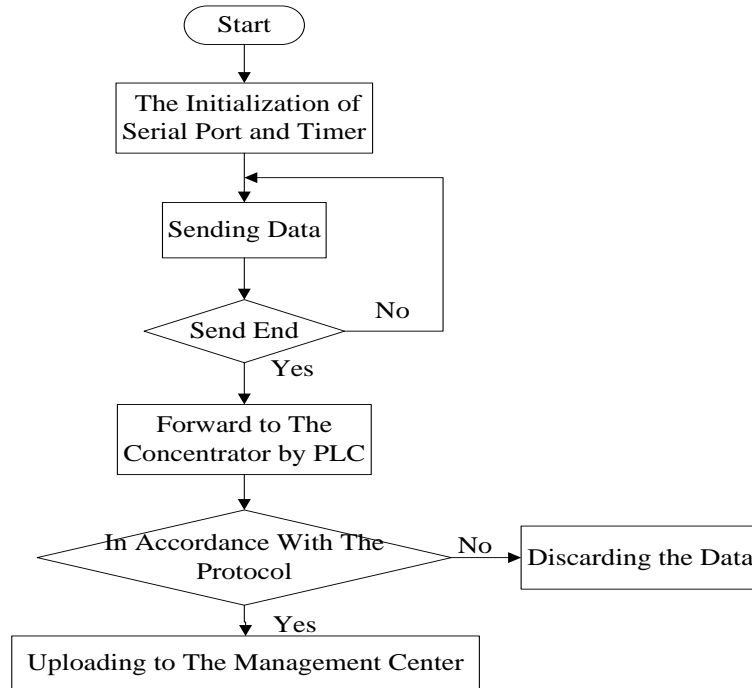 Start
The Initialization of
Serial Port and Timer
Sending Data
Send End
No
Yes
Forward to The
Concentrator by PLC
In Accordance With The
Protocol
No
Discarding the Data
Yes
Uploading to The Management Center